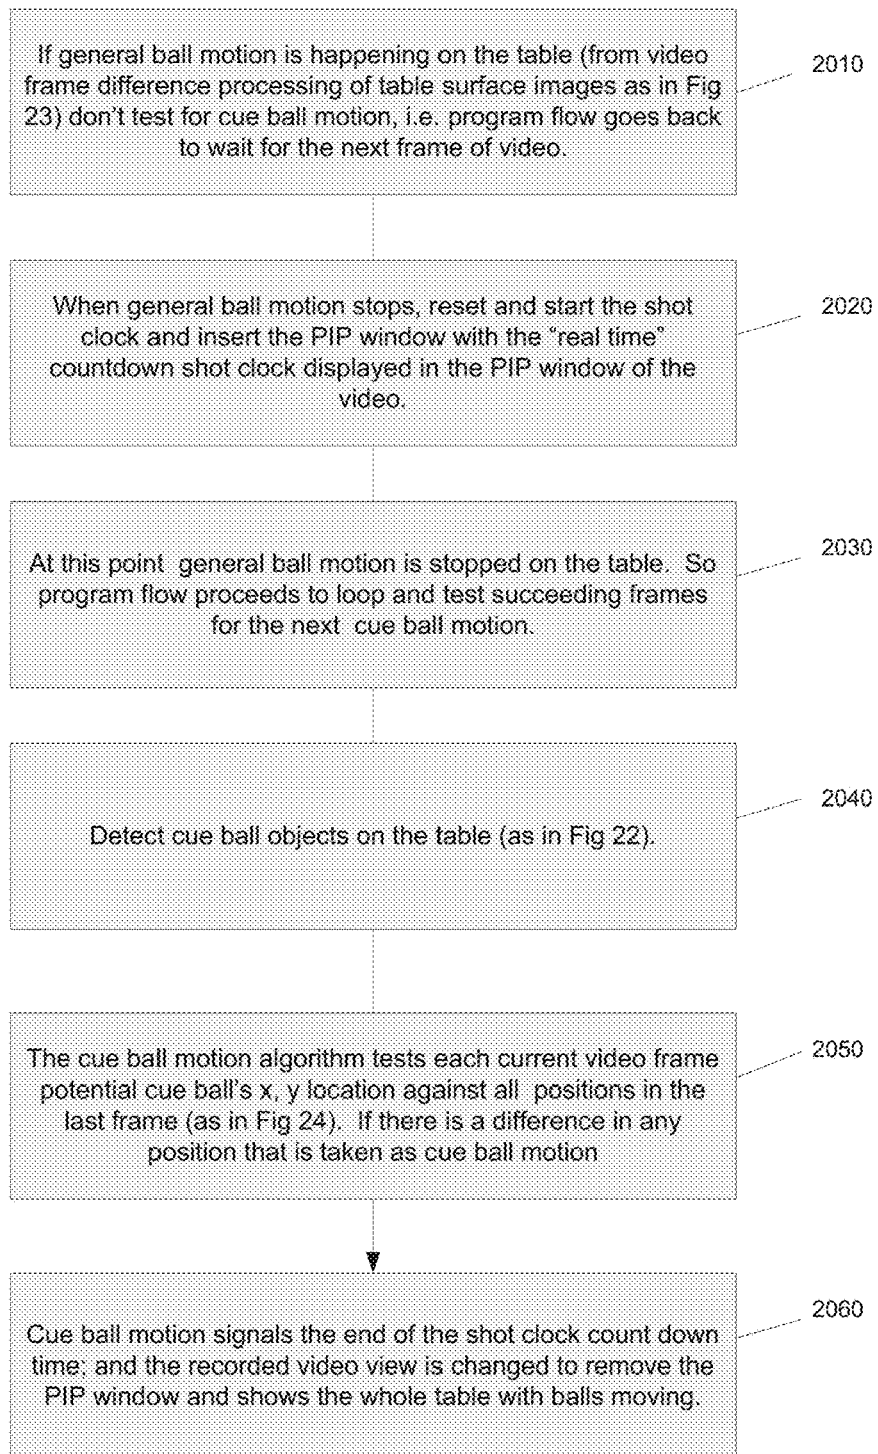 If general ball motion is happening on the table (from video
frame difference processing of table surface images as in Fig
23) don't test for cue ball motion, i.e. program flow goes back
to wait for the next frame of video.
2010
When general ball motion stops, reset and start the shot
clock and insert the PIP window with the “real time”
countdown shot clock displayed in the PIP window of the
video.
2020
At this point general ball motion is stopped on the table. So
program flow proceeds to loop and test succeeding frames
for the next cue ball motion.
2030
Detect cue ball objects on the table (as in Fig 22).
2040
The cue ball motion algorithm tests each current video frame
potential cue ball's x, y location against all positions in the
last frame (as in Fig 24). If there is a difference in any
position that is taken as cue ball motion
2050
Cue ball motion signals the end of the shot clock count down
time; and the recorded video view is changed to remove the
PIP window and shows the whole table with balls moving.
2060